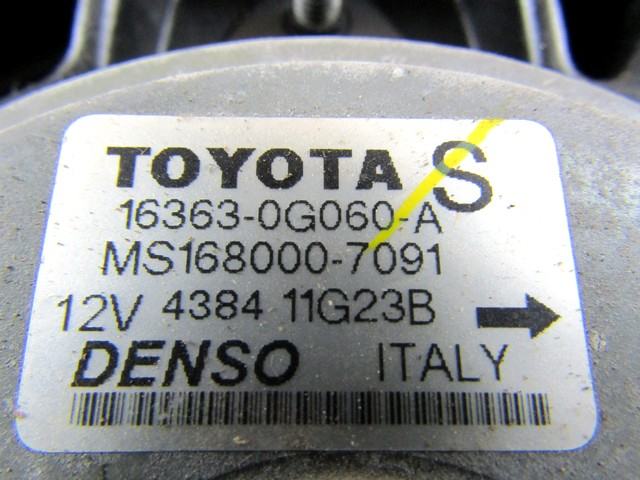 TOYOTA S
16363-0G060-A
MS168000-7091
12V 4384 11G23B
DENSO ITALY